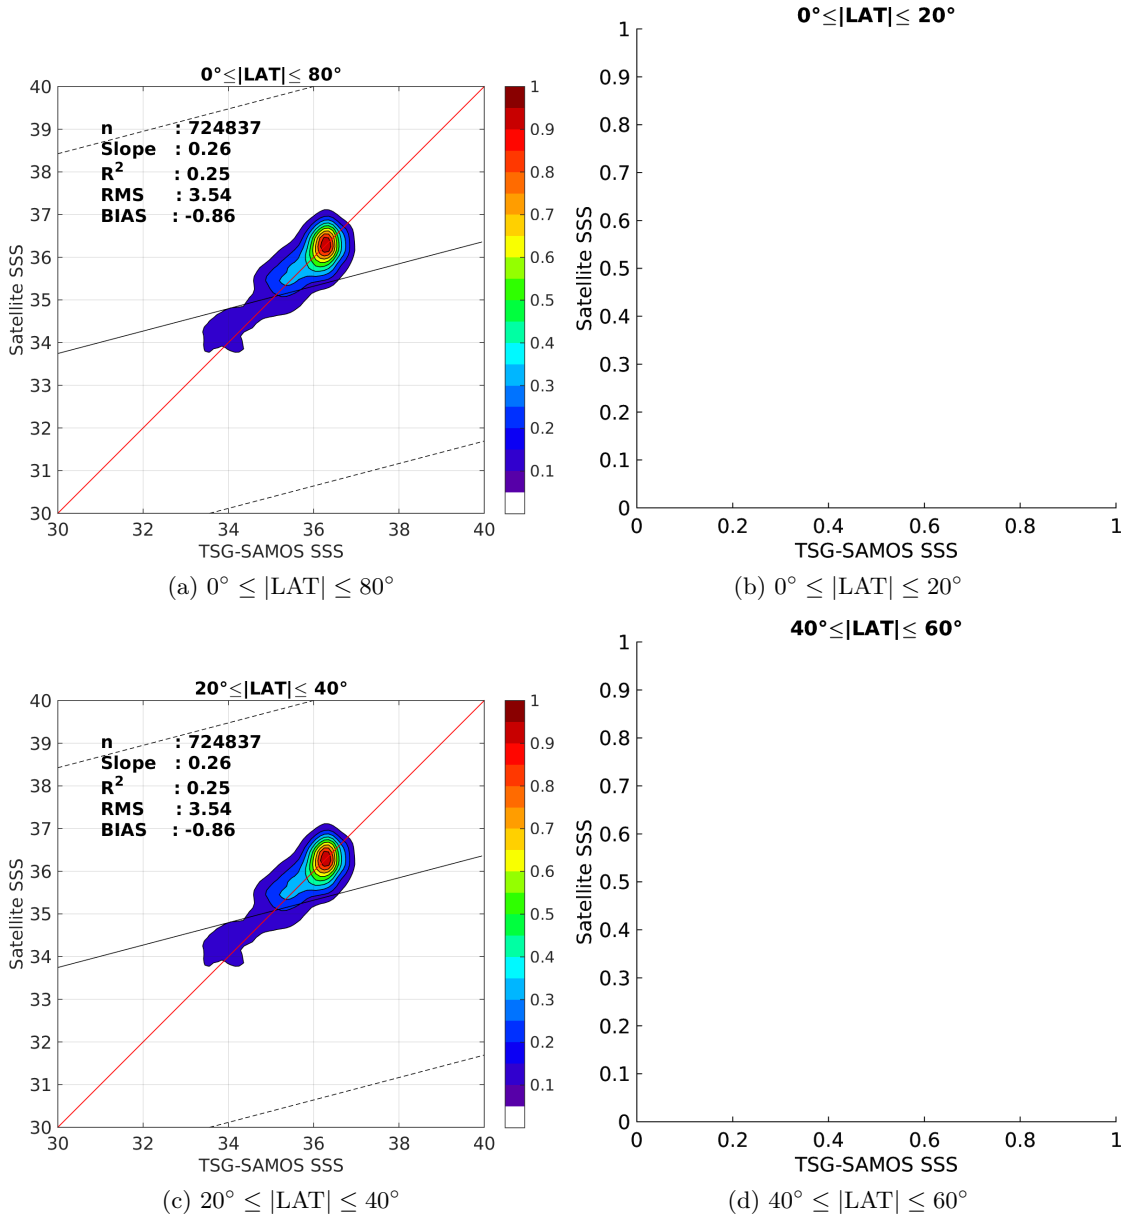 0°≤|LAT|≤ 80°
n : 724837
Slope : 0.26
R² : 0.25
RMS : 3.54
BIAS : -0.86
40
39
38
37
36
35
34
33
32
31
30
Satellite SSS
30 32 34 36 38 40
TSG-SAMOS SSS
1
0.9
0.8
0.7
0.6
0.5
0.4
0.3
0.2
0.1
(a) 0° ≤ |LAT| ≤ 80°
0°≤|LAT|≤ 20°
1
0.9
0.8
0.7
0.6
0.5
0.4
0.3
0.2
0.1
0
Satellite SSS
0 0.2 0.4 0.6 0.8 1
TSG-SAMOS SSS
(b) 0° ≤ |LAT| ≤ 20°
20°≤|LAT|≤ 40°
n : 724837
Slope : 0.26
R² : 0.25
RMS : 3.54
BIAS : -0.86
40
39
38
37
36
35
34
33
32
31
30
Satellite SSS
30 32 34 36 38 40
TSG-SAMOS SSS
1
0.9
0.8
0.7
0.6
0.5
0.4
0.3
0.2
0.1
(c) 20° ≤ |LAT| ≤ 40°
40°≤|LAT|≤ 60°
1
0.9
0.8
0.7
0.6
0.5
0.4
0.3
0.2
0.1
0
Satellite SSS
0 0.2 0.4 0.6 0.8 1
TSG-SAMOS SSS
(d) 40° ≤ |LAT| ≤ 60°